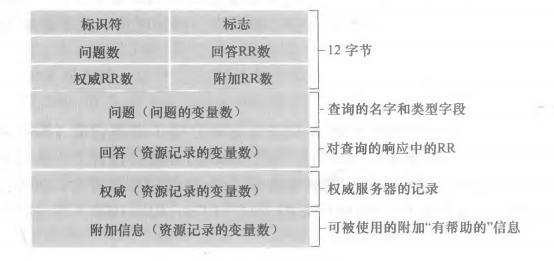 标识符 标志
问题数 回答RR数 12 字节
权威RR数 附加RR数
问题（问题的变量数） 查询的名字和类型字段
回答（资源记录的变量数） 对查询的响应中的RR
权威（资源记录的变量数） 权威服务器的记录
附加信息（资源记录的变量数） 可被使用的附加“有帮助的”信息